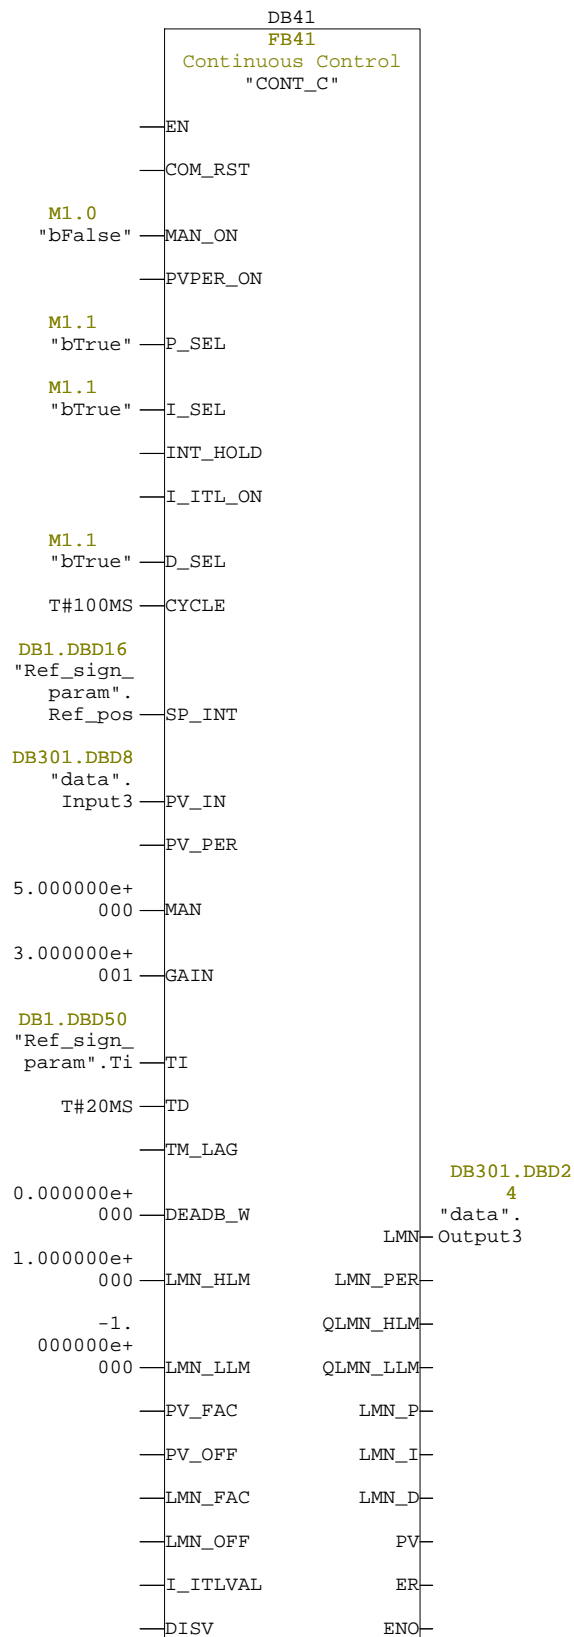 DB41
FB41
Continuous Control
"CONT_C"
EN
COM_RST
M1.0
"bFalse" MAN_ON
PVPER_ON
M1.1
"bTrue" P_SEL
M1.1
"bTrue" I_SEL
INT_HOLD
I_ITL_ON
M1.1
"bTrue" D_SEL
T#100MS CYCLE
DB1.DBD16
"Ref_sign_
param".
Ref_pos SP_INT
DB301.DBD8
"data".
Input3 PV_IN
PV_PER
5.000000e+
000 MAN
3.000000e+
001 GAIN
DB1.DBD50
"Ref_sign_
param".Ti TI
T#20MS TD
TM_LAG
DB301.DBD2
0.000000e+ 4
000 DEADB_W "data".
LMN Output3
1.000000e+
000 LMN_HLM LMN_PER
-1. QLMN_HLM
000000e+
000 LMN_LLM QLMN_LLM
PV_FAC LMN_P
PV_OFF LMN_I
LMN_FAC LMN_D
LMN_OFF PV
I_ITLVAL ER
DISV ENO